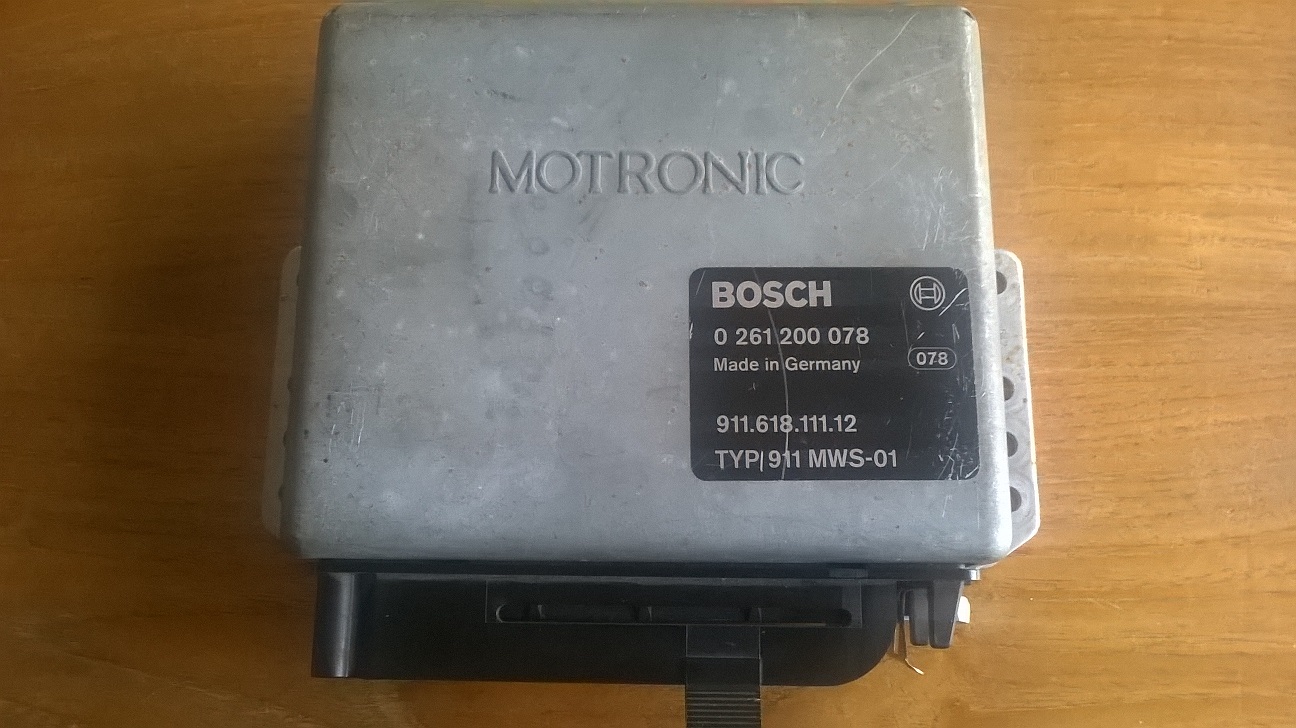 MOTRONIC
BOSCH
0 261 200 078
Made in Germany
078
911.618.111.12
TYP 911 MWS-01